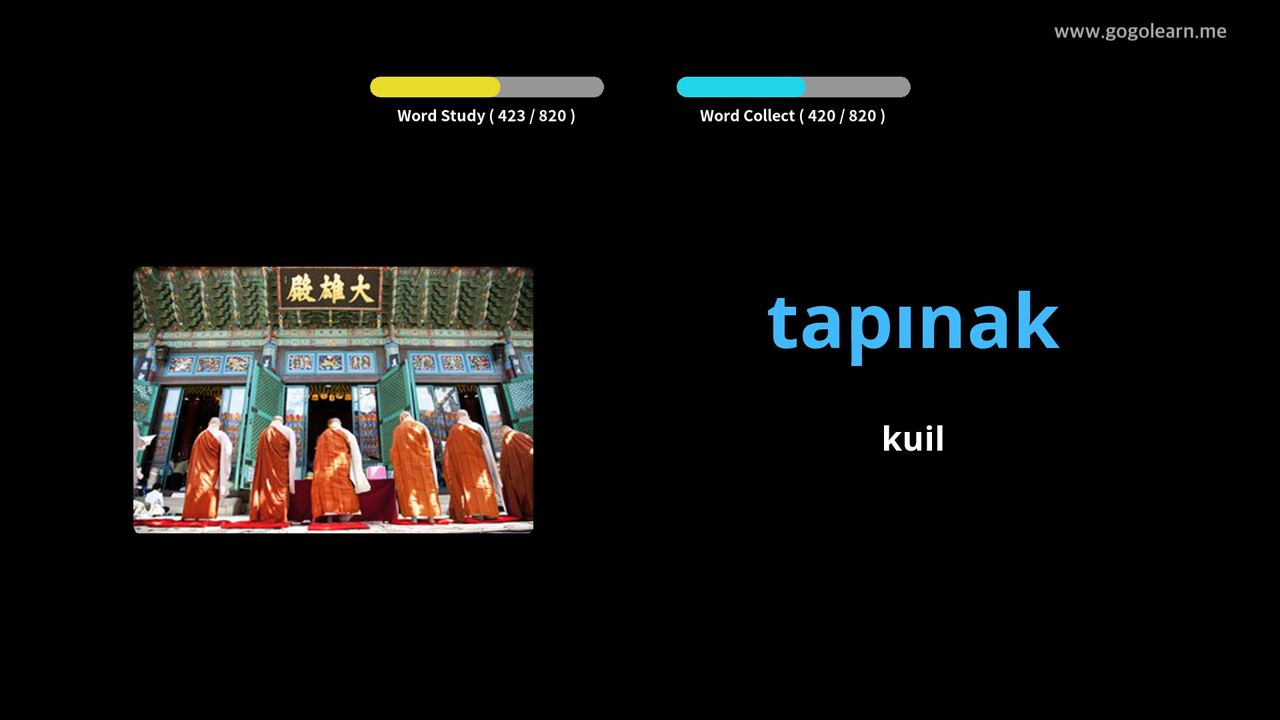 www.gogolearn.me
Word Study ( 423 / 820 )
Word Collect ( 420 / 820 )
殿雄大
tapınak
kuil